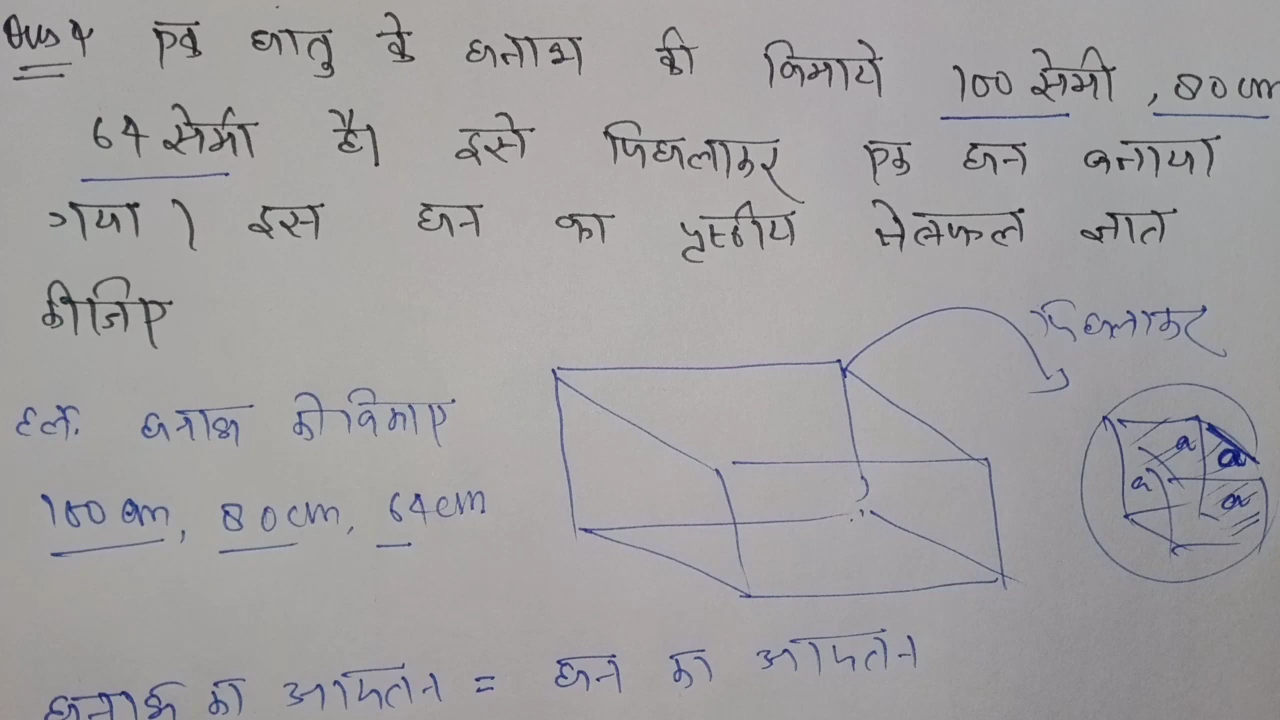 Ques 4 एक धातु के घनाभ की विमाये 100 सेमी, 80 cm
64 सेमी है। इसे पिघलाकर एक घन बनाया
गया। इस घन का पृष्ठीय क्षेत्रफल ज्ञात
कीजिए
पिघलाकर
हल. घनाभ की विमाए
100 cm, 80 cm, 64 cm
a a
a a
घनाभ का आयतन = घन का आयतन